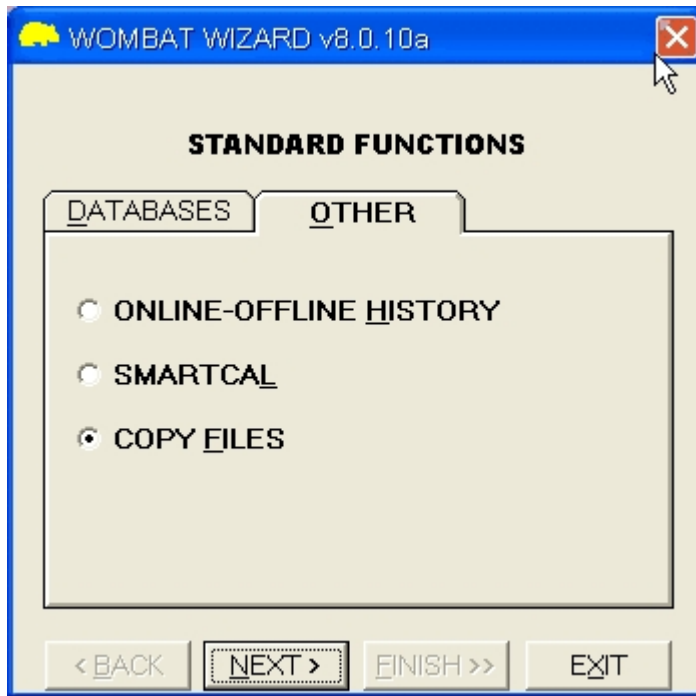 WOMBAT WIZARD v8.0.10a
STANDARD FUNCTIONS
DATABASES OTHER
ONLINE-OFFLINE HISTORY
SMARTCAL
COPY FILES
< BACK NEXT > FINISH >> EXIT